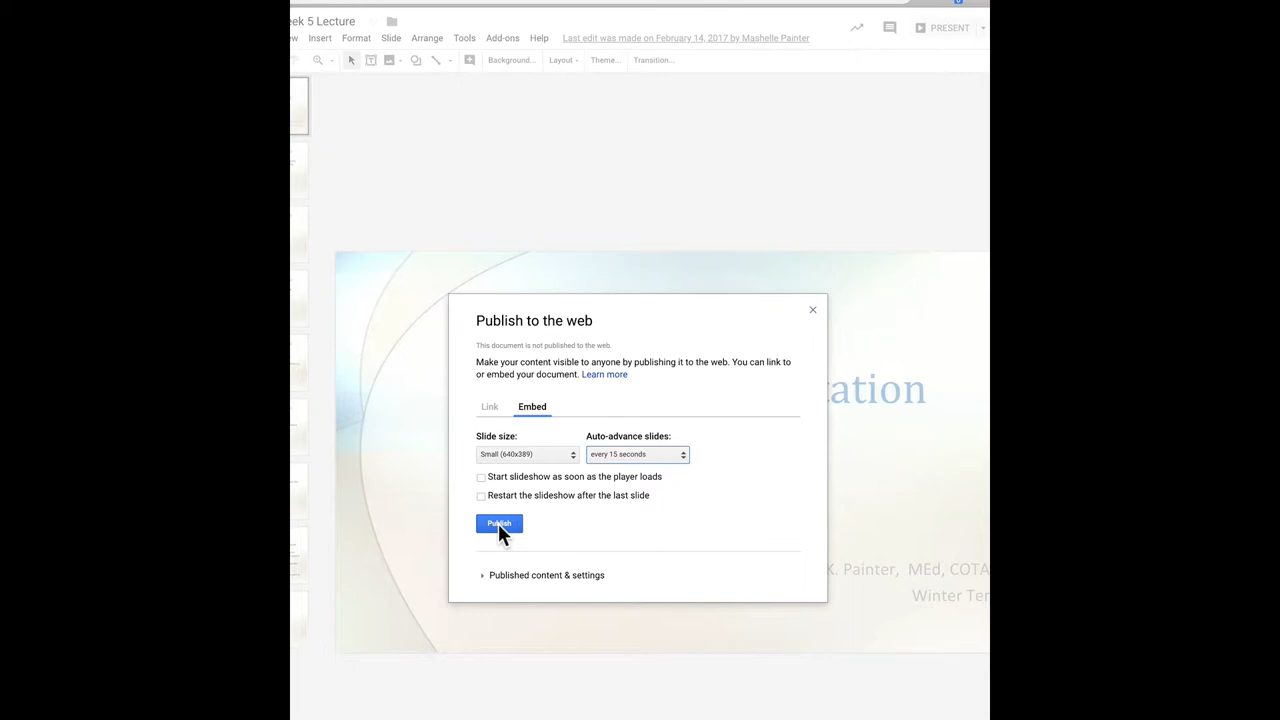 eek 5 Lecture
PRESENT
ew Insert Format Slide Arrange Tools Add-ons Help Last edit was made on February 14, 2017 by Mashelle Painter
Background... Layout Theme... Transition...
Publish to the web
This document is not published to the web.
Make your content visible to anyone by publishing it to the web. You can link to
or embed your document. Learn more
tation
Link Embed
Slide size: Auto-advance slides:
Small (640x389) every 15 seconds
Start slideshow as soon as the player loads
Restart the slideshow after the last slide
Publish
K. Painter, MEd, COTA
Published content & settings
Winter Ter